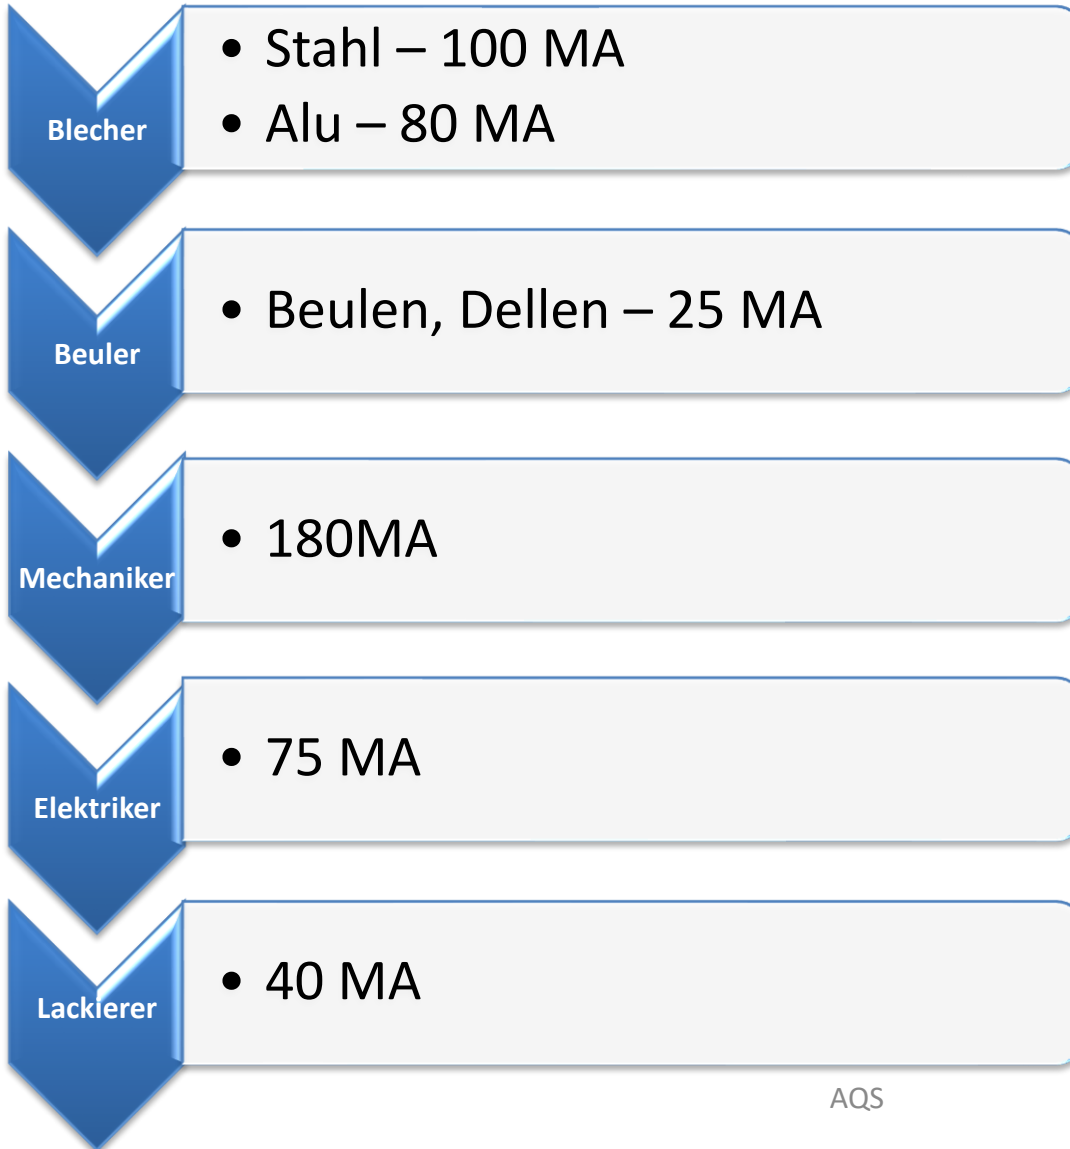 Blecher
• Stahl – 100 MA
• Alu – 80 MA
Beuler
• Beulen, Dellen – 25 MA
Mechaniker
• 180MA
Elektriker
• 75 MA
Lackierer
• 40 MA
AQS